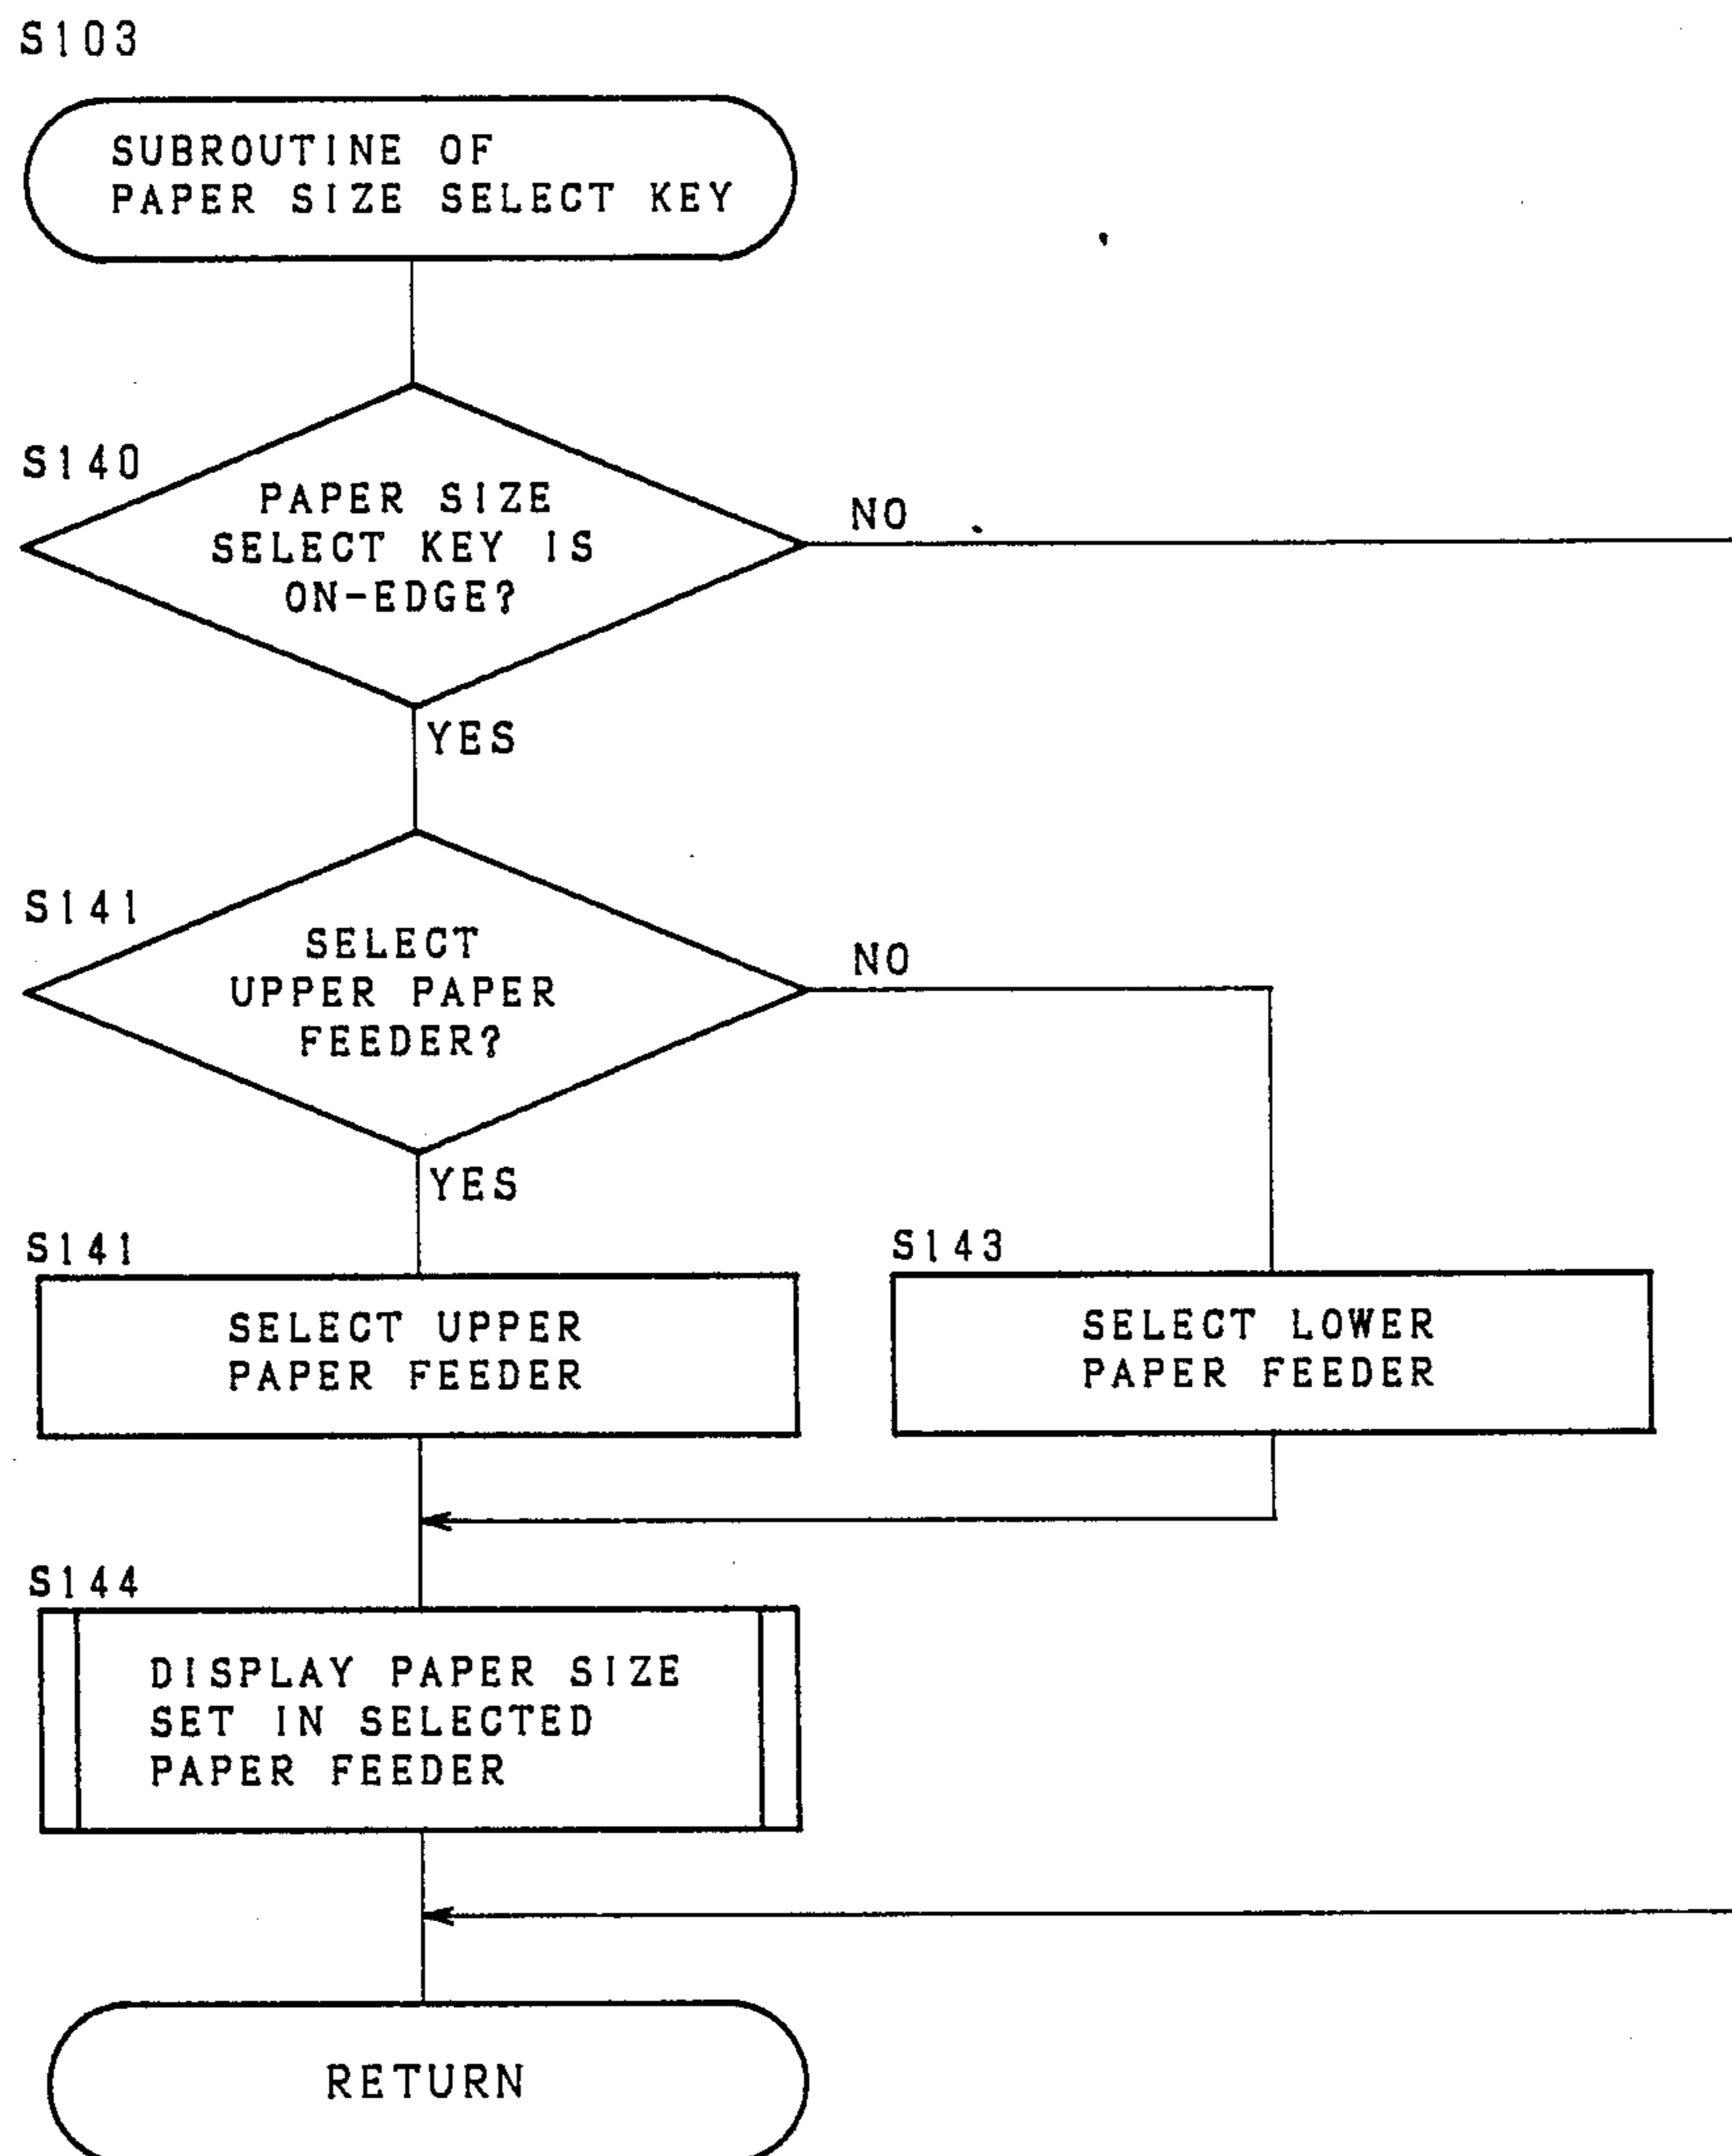 S103
SUBROUTINE OF
PAPER SIZE SELECT KEY
S140
PAPER SIZE
SELECT KEY IS
ON-EDGE?
NO
YES
S141
SELECT
UPPER PAPER
FEEDER?
NO
YES
S141
SELECT UPPER
PAPER FEEDER
S143
SELECT LOWER
PAPER FEEDER
S144
DISPLAY PAPER SIZE
SET IN SELECTED
PAPER FEEDER
RETURN